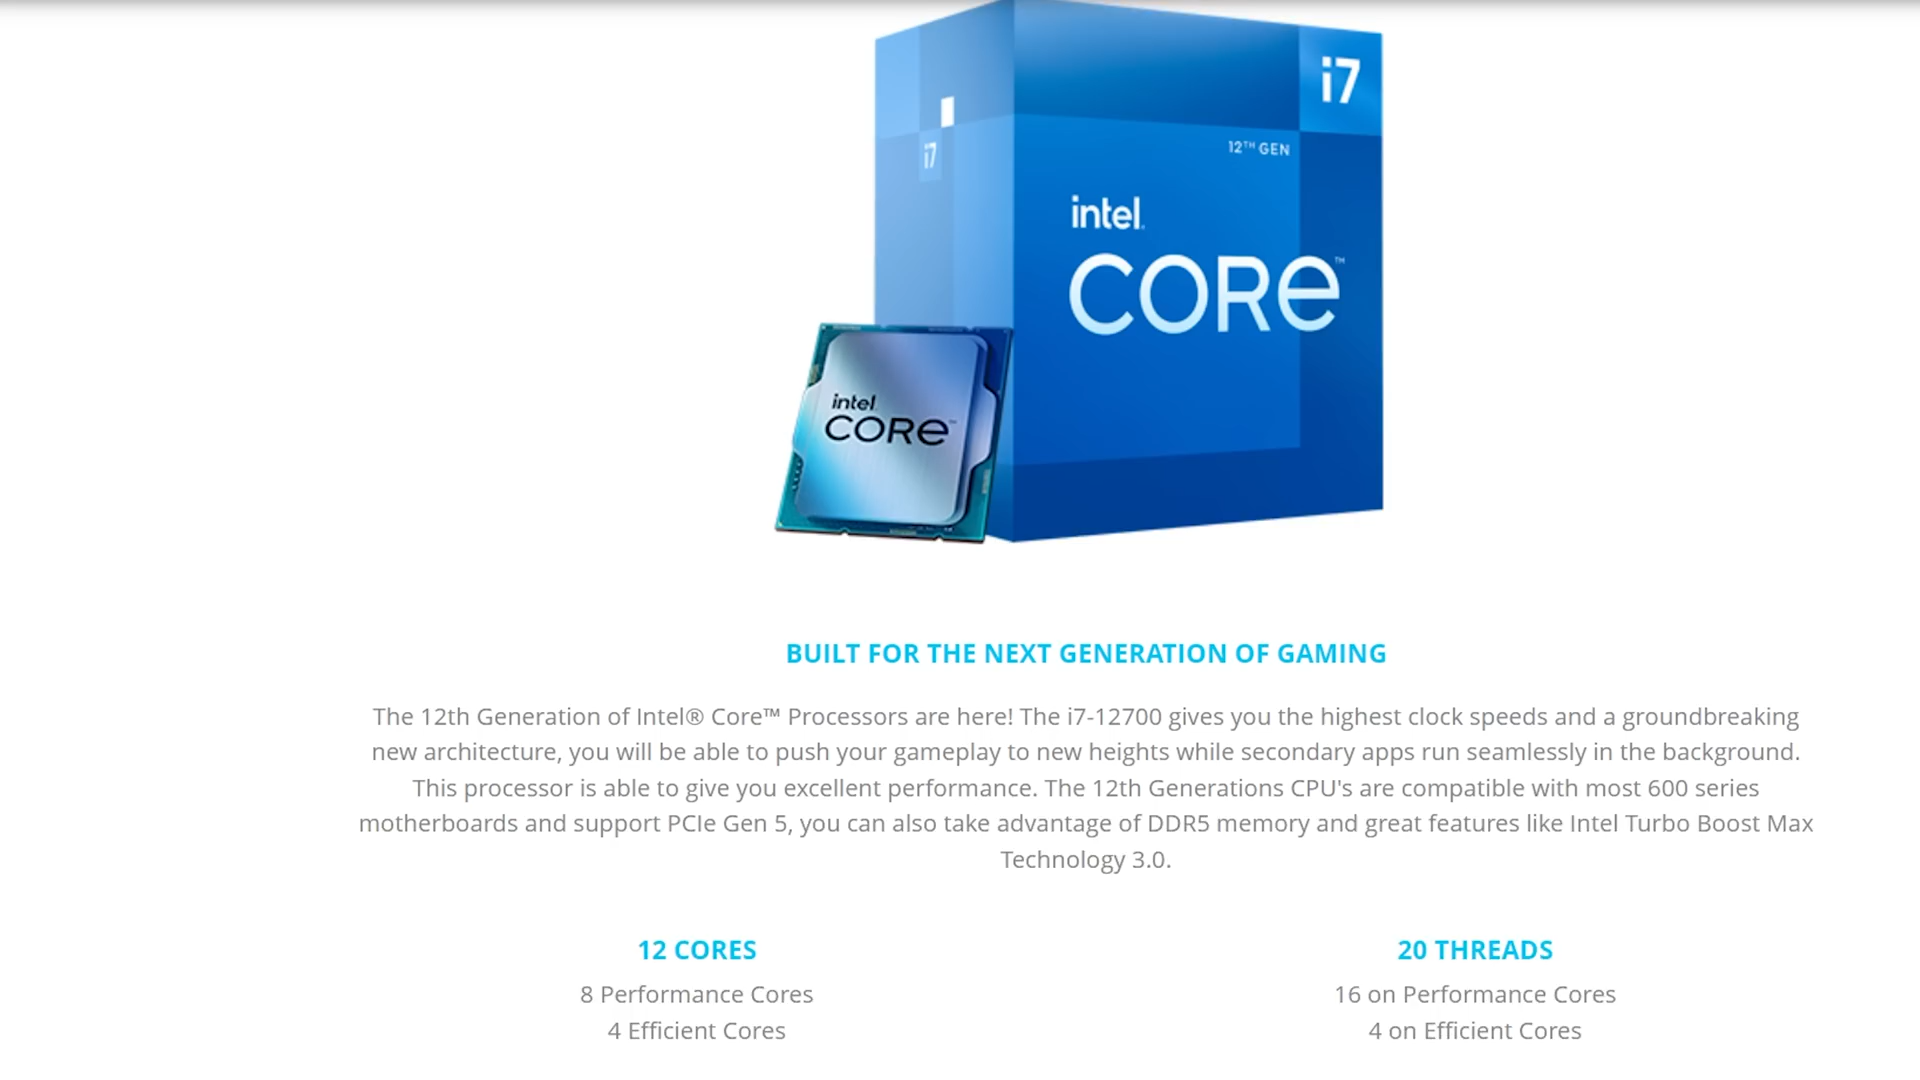 i7
i7
12TH GEN
intel.
CORE™
intel
CORE™
BUILT FOR THE NEXT GENERATION OF GAMING
The 12th Generation of Intel® Core™ Processors are here! The i7-12700 gives you the highest clock speeds and a groundbreaking
new architecture, you will be able to push your gameplay to new heights while secondary apps run seamlessly in the background.
This processor is able to give you excellent performance. The 12th Generations CPU's are compatible with most 600 series
motherboards and support PCIe Gen 5, you can also take advantage of DDR5 memory and great features like Intel Turbo Boost Max
Technology 3.0.
12 CORES
8 Performance Cores
4 Efficient Cores
20 THREADS
16 on Performance Cores
4 on Efficient Cores